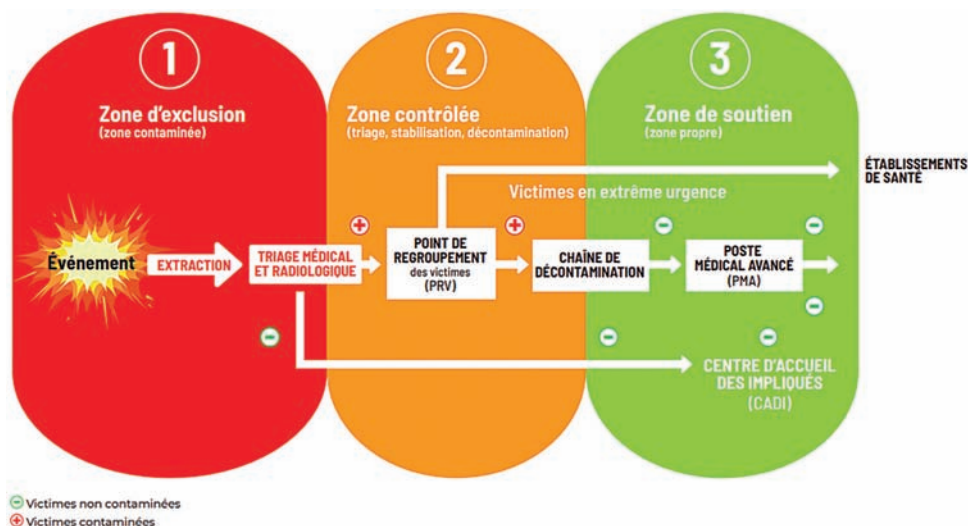 1
Zone d'exclusion
(zone contaminée)
2
Zone contrôlée
(triage, stabilisation, décontamination)
3
Zone de soutien
(zone propre)
ÉTABLISSEMENTS
DE SANTÉ
Victimes en extrême urgence
Événement
EXTRACTION
TRIAGE MÉDICAL
ET RADIOLOGIQUE
+
POINT DE
REGROUPEMENT
des victimes
(PRV)
+
CHAÎNE DE
DÉCONTAMINATION
−
POSTE
MÉDICAL AVANCÉ
(PMA)
−
−
−
−
−
CENTRE D'ACCUEIL
DES IMPLIQUÉS
(CADI)
− Victimes non contaminées
+ Victimes contaminées